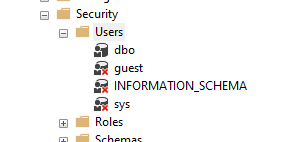 Security
Users
dbo
guest
INFORMATION_SCHEMA
sys
Roles
Schemas